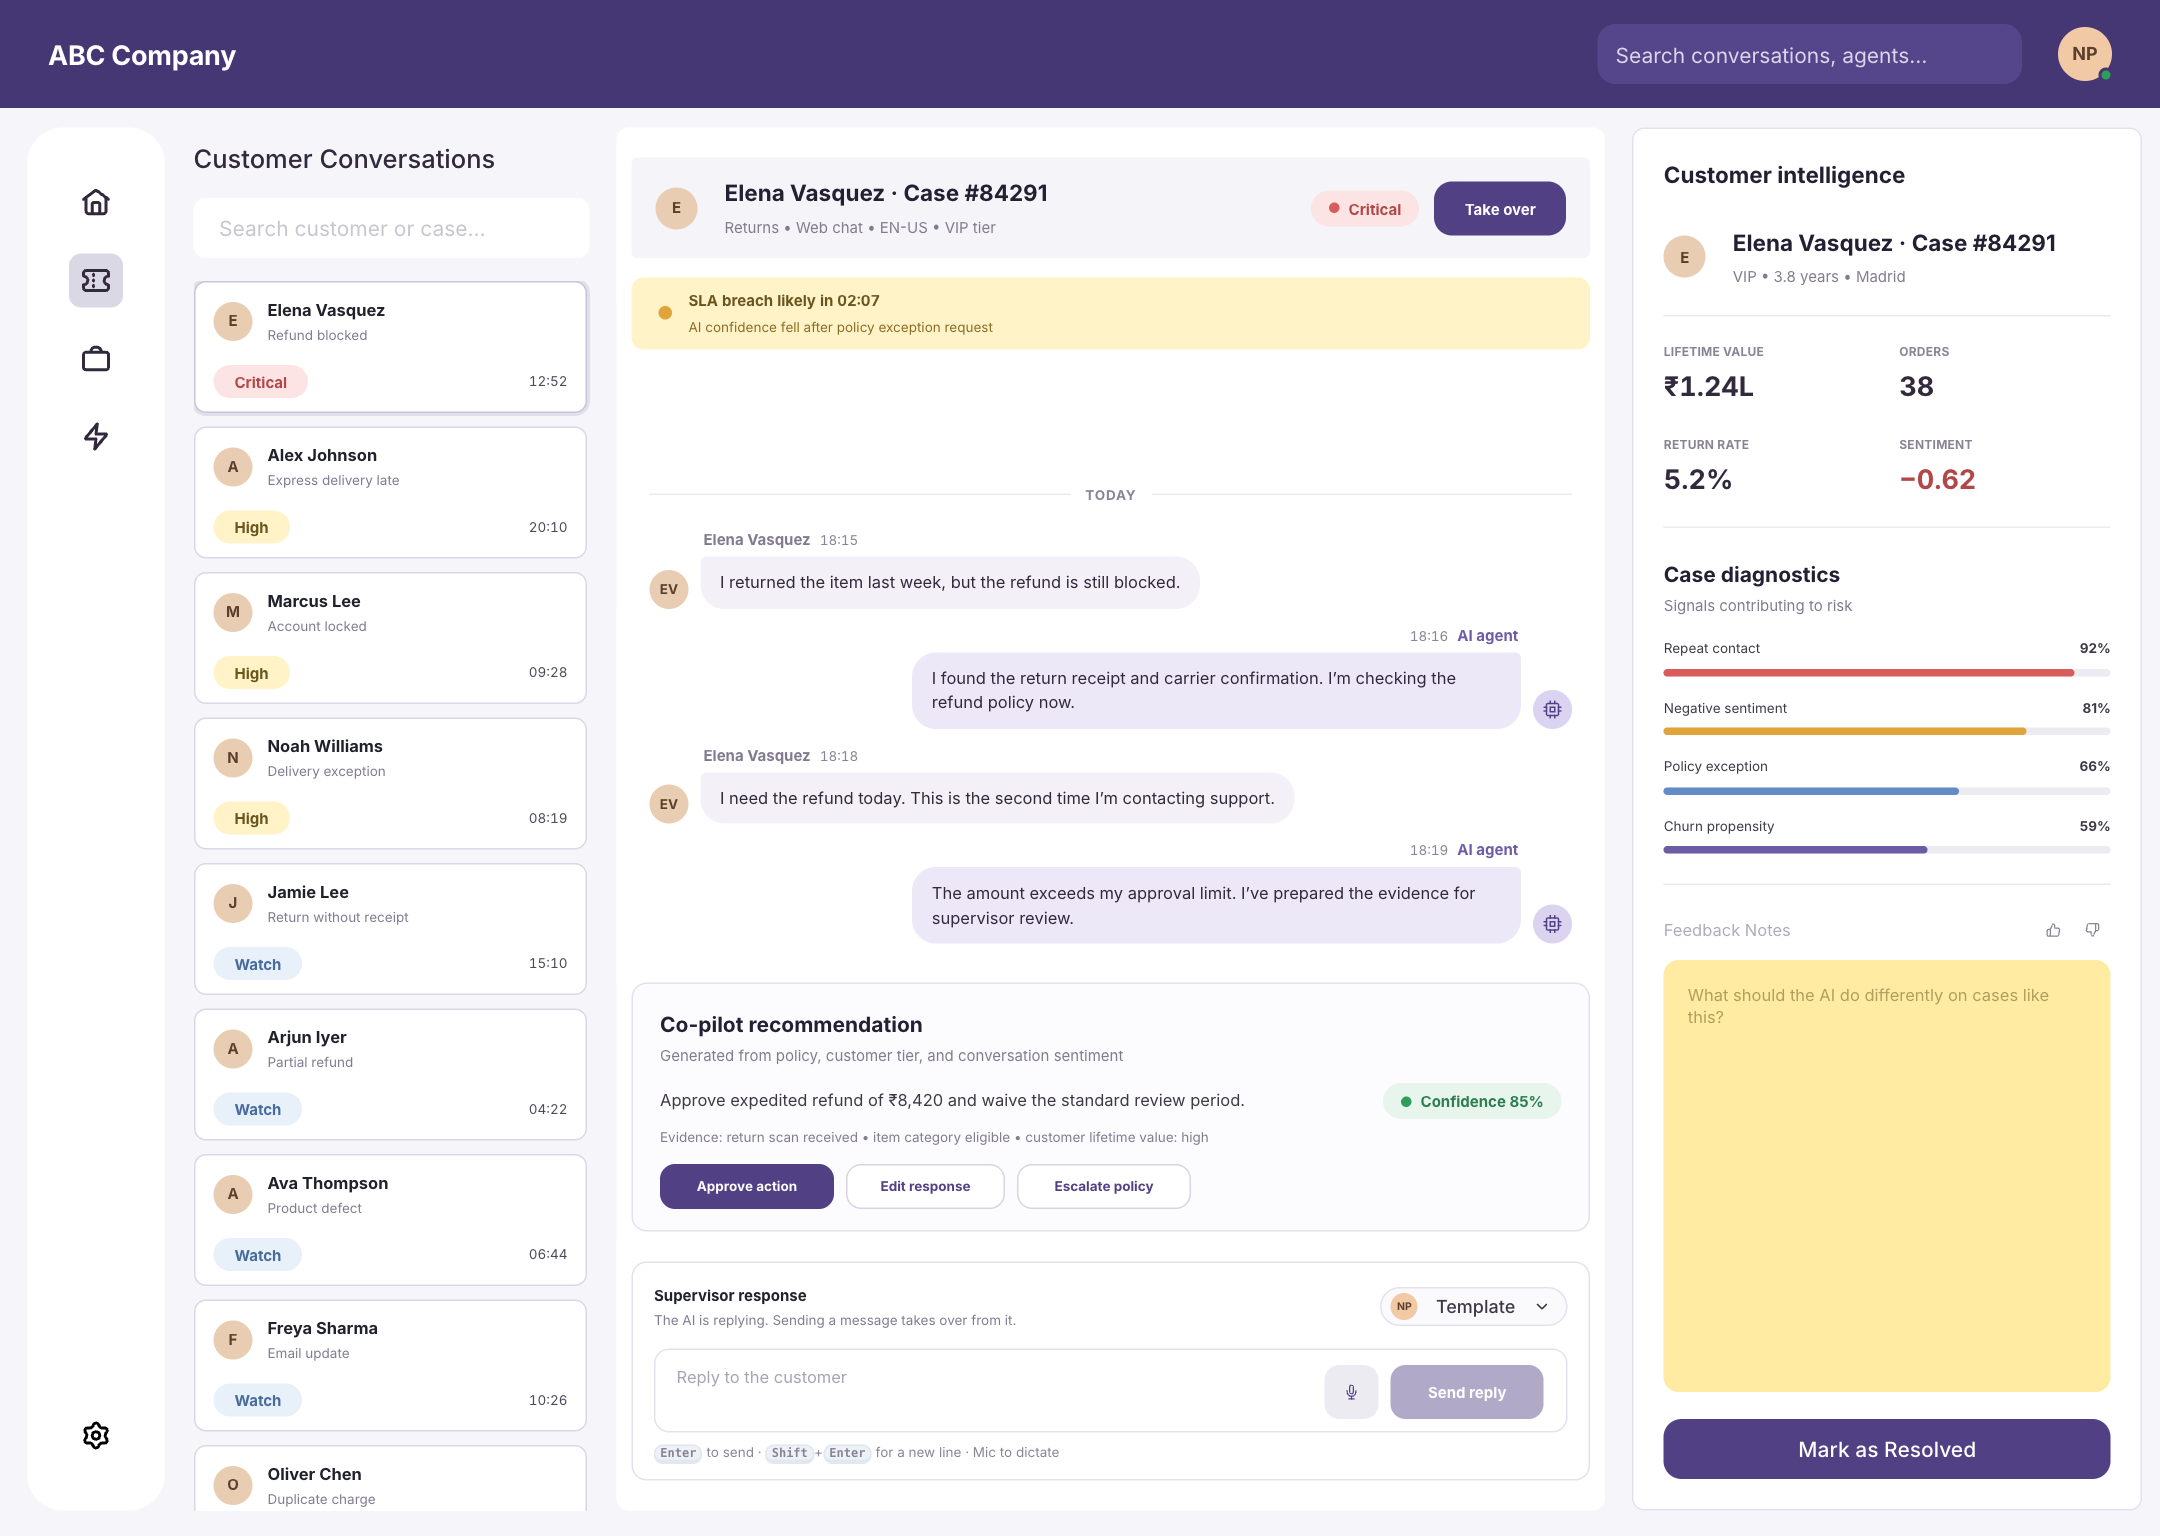 ABC Company
Search conversations, agents...
NP
Customer Conversations
Search customer or case...
E
Elena Vasquez
Refund blocked
Critical
12:52
A
Alex Johnson
Express delivery late
High
20:10
M
Marcus Lee
Account locked
High
09:28
N
Noah Williams
Delivery exception
High
08:19
J
Jamie Lee
Return without receipt
Watch
15:10
A
Arjun Iyer
Partial refund
Watch
04:22
A
Ava Thompson
Product defect
Watch
06:44
F
Freya Sharma
Email update
Watch
10:26
O
Oliver Chen
Duplicate charge
E
Elena Vasquez · Case #84291
Returns • Web chat • EN-US • VIP tier
Critical
Take over
SLA breach likely in 02:07
AI confidence fell after policy exception request
TODAY
Elena Vasquez 18:15
EV
I returned the item last week, but the refund is still blocked.
18:16 AI agent
I found the return receipt and carrier confirmation. I’m checking the
refund policy now.
Elena Vasquez 18:18
EV
I need the refund today. This is the second time I’m contacting support.
18:19 AI agent
The amount exceeds my approval limit. I’ve prepared the evidence for
supervisor review.
Co-pilot recommendation
Generated from policy, customer tier, and conversation sentiment
Approve expedited refund of ₹8,420 and waive the standard review period.
Confidence 85%
Evidence: return scan received • item category eligible • customer lifetime value: high
Approve action
Edit response
Escalate policy
Supervisor response
The AI is replying. Sending a message takes over from it.
NP
Template
Reply to the customer
Send reply
Enter to send · Shift+Enter for a new line · Mic to dictate
Customer intelligence
E
Elena Vasquez · Case #84291
VIP • 3.8 years • Madrid
LIFETIME VALUE
₹1.24L
ORDERS
38
RETURN RATE
5.2%
SENTIMENT
−0.62
Case diagnostics
Signals contributing to risk
Repeat contact 92%
Negative sentiment 81%
Policy exception 66%
Churn propensity 59%
Feedback Notes
What should the AI do differently on cases like
this?
Mark as Resolved